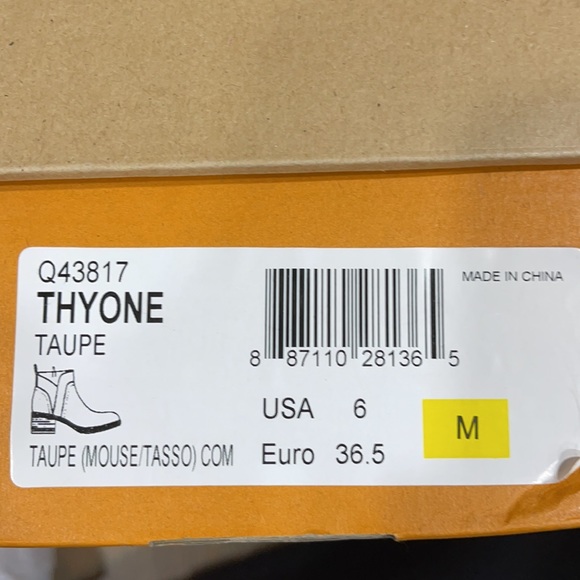 Q43817
THYONE
TAUPE
TAUPE (MOUSE/TASSO) COM
8 87110 28136 5
MADE IN CHINA
USA 6
Euro 36.5
M